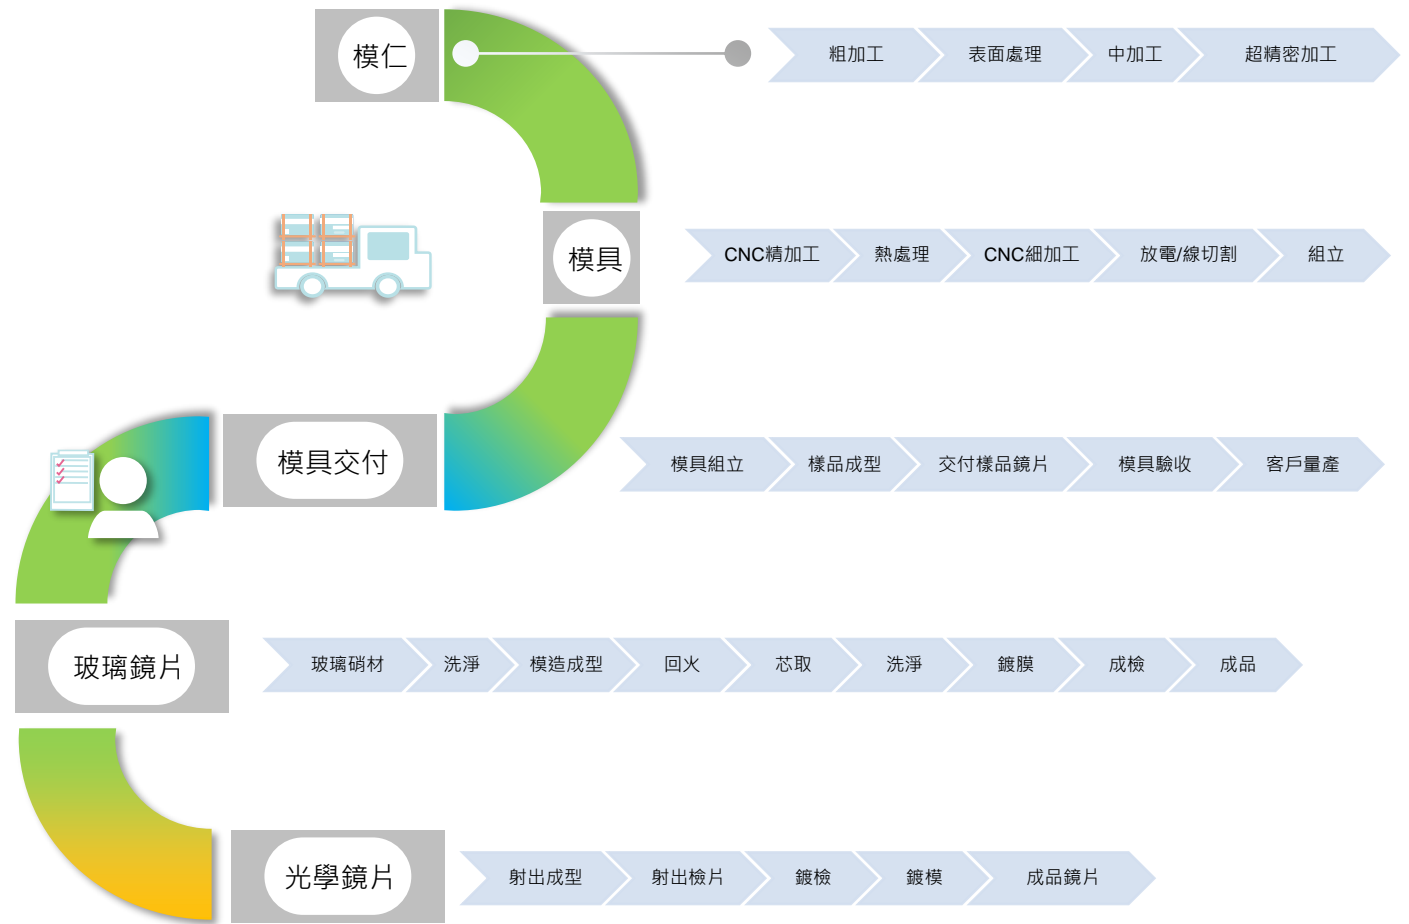 模仁
粗加工
表面處理
中加工
超精密加工
模具
CNC精加工
熱處理
CNC細加工
放電/線切割
組立
模具交付
模具組立
樣品成型
交付樣品鏡片
模具驗收
客戶量產
玻璃鏡片
玻璃硝材
洗淨
模造成型
回火
芯取
洗淨
鍍膜
成檢
成品
光學鏡片
射出成型
射出檢片
鍍檢
鍍模
成品鏡片